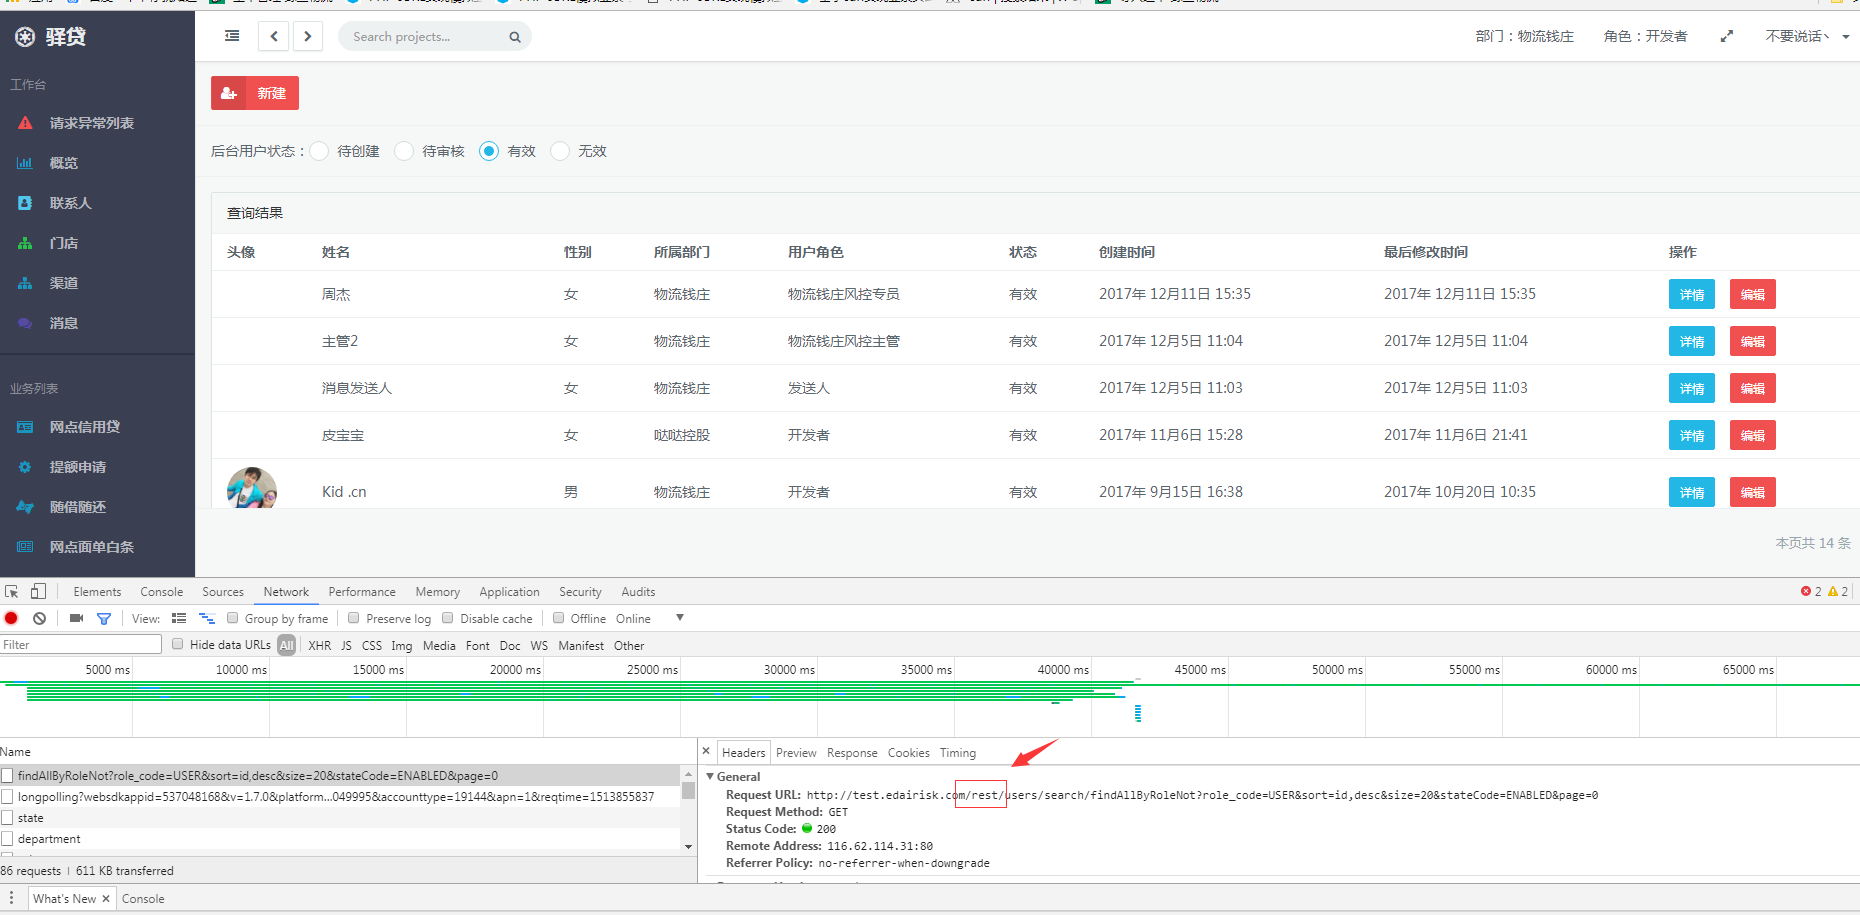 驿贷
Search projects...
部门：物流钱庄
角色：开发者
不要说话丶
工作台
请求异常列表
概览
联系人
门店
渠道
消息
业务列表
网点信用贷
提额申请
随借随还
网点面单白条
新建
后台用户状态： 待创建 待审核 有效 无效
查询结果
头像 姓名 性别 所属部门 用户角色 状态 创建时间 最后修改时间 操作
周杰 女 物流钱庄 物流钱庄风控专员 有效 2017年 12月11日 15:35 2017年 12月11日 15:35 详情 编辑
主管2 女 物流钱庄 物流钱庄风控主管 有效 2017年 12月5日 11:04 2017年 12月5日 11:04 详情 编辑
消息发送人 女 物流钱庄 发送人 有效 2017年 12月5日 11:03 2017年 12月5日 11:03 详情 编辑
皮宝宝 女 哒哒控股 开发者 有效 2017年 11月6日 15:28 2017年 11月6日 21:41 详情 编辑
Kid .cn 男 物流钱庄 开发者 有效 2017年 9月15日 16:38 2017年 10月20日 10:35 详情 编辑
本页共 14 条
Elements Console Sources Network Performance Memory Application Security Audits 2 2
View: Group by frame Preserve log Disable cache Offline Online
Filter Hide data URLs All XHR JS CSS Img Media Font Doc WS Manifest Other
5000 ms 10000 ms 15000 ms 20000 ms 25000 ms 30000 ms 35000 ms 40000 ms 45000 ms 50000 ms 55000 ms 60000 ms 65000 ms
Name
findAllByRoleNot?role_code=USER&sort=id,desc&size=20&stateCode=ENABLED&page=0
longpolling?websdkappid=537048168&v=1.7.0&platform...049995&accounttype=19144&apn=1&reqtime=1513855837
state
department
86 requests | 611 KB transferred
× Headers Preview Response Cookies Timing
General
Request URL: http://test.edairisk.com/rest/users/search/findAllByRoleNot?role_code=USER&sort=id,desc&size=20&stateCode=ENABLED&page=0
Request Method: GET
Status Code: 200
Remote Address: 116.62.114.31:80
Referrer Policy: no-referrer-when-downgrade
What's New × Console